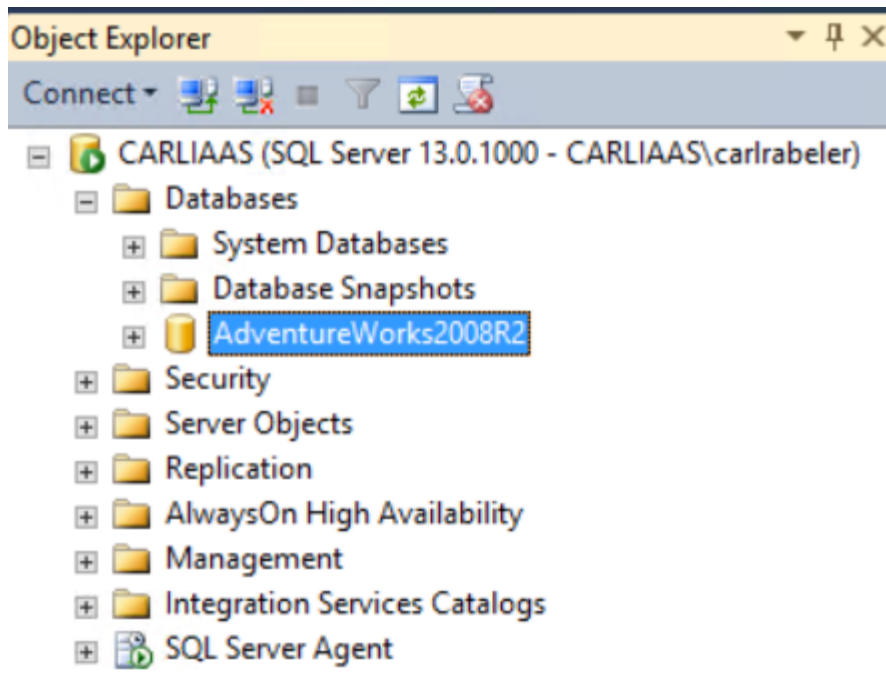 Object Explorer
Connect
CARLIAAS (SQL Server 13.0.1000 - CARLIAAS\carlrabeler)
Databases
System Databases
Database Snapshots
AdventureWorks2008R2
Security
Server Objects
Replication
AlwaysOn High Availability
Management
Integration Services Catalogs
SQL Server Agent